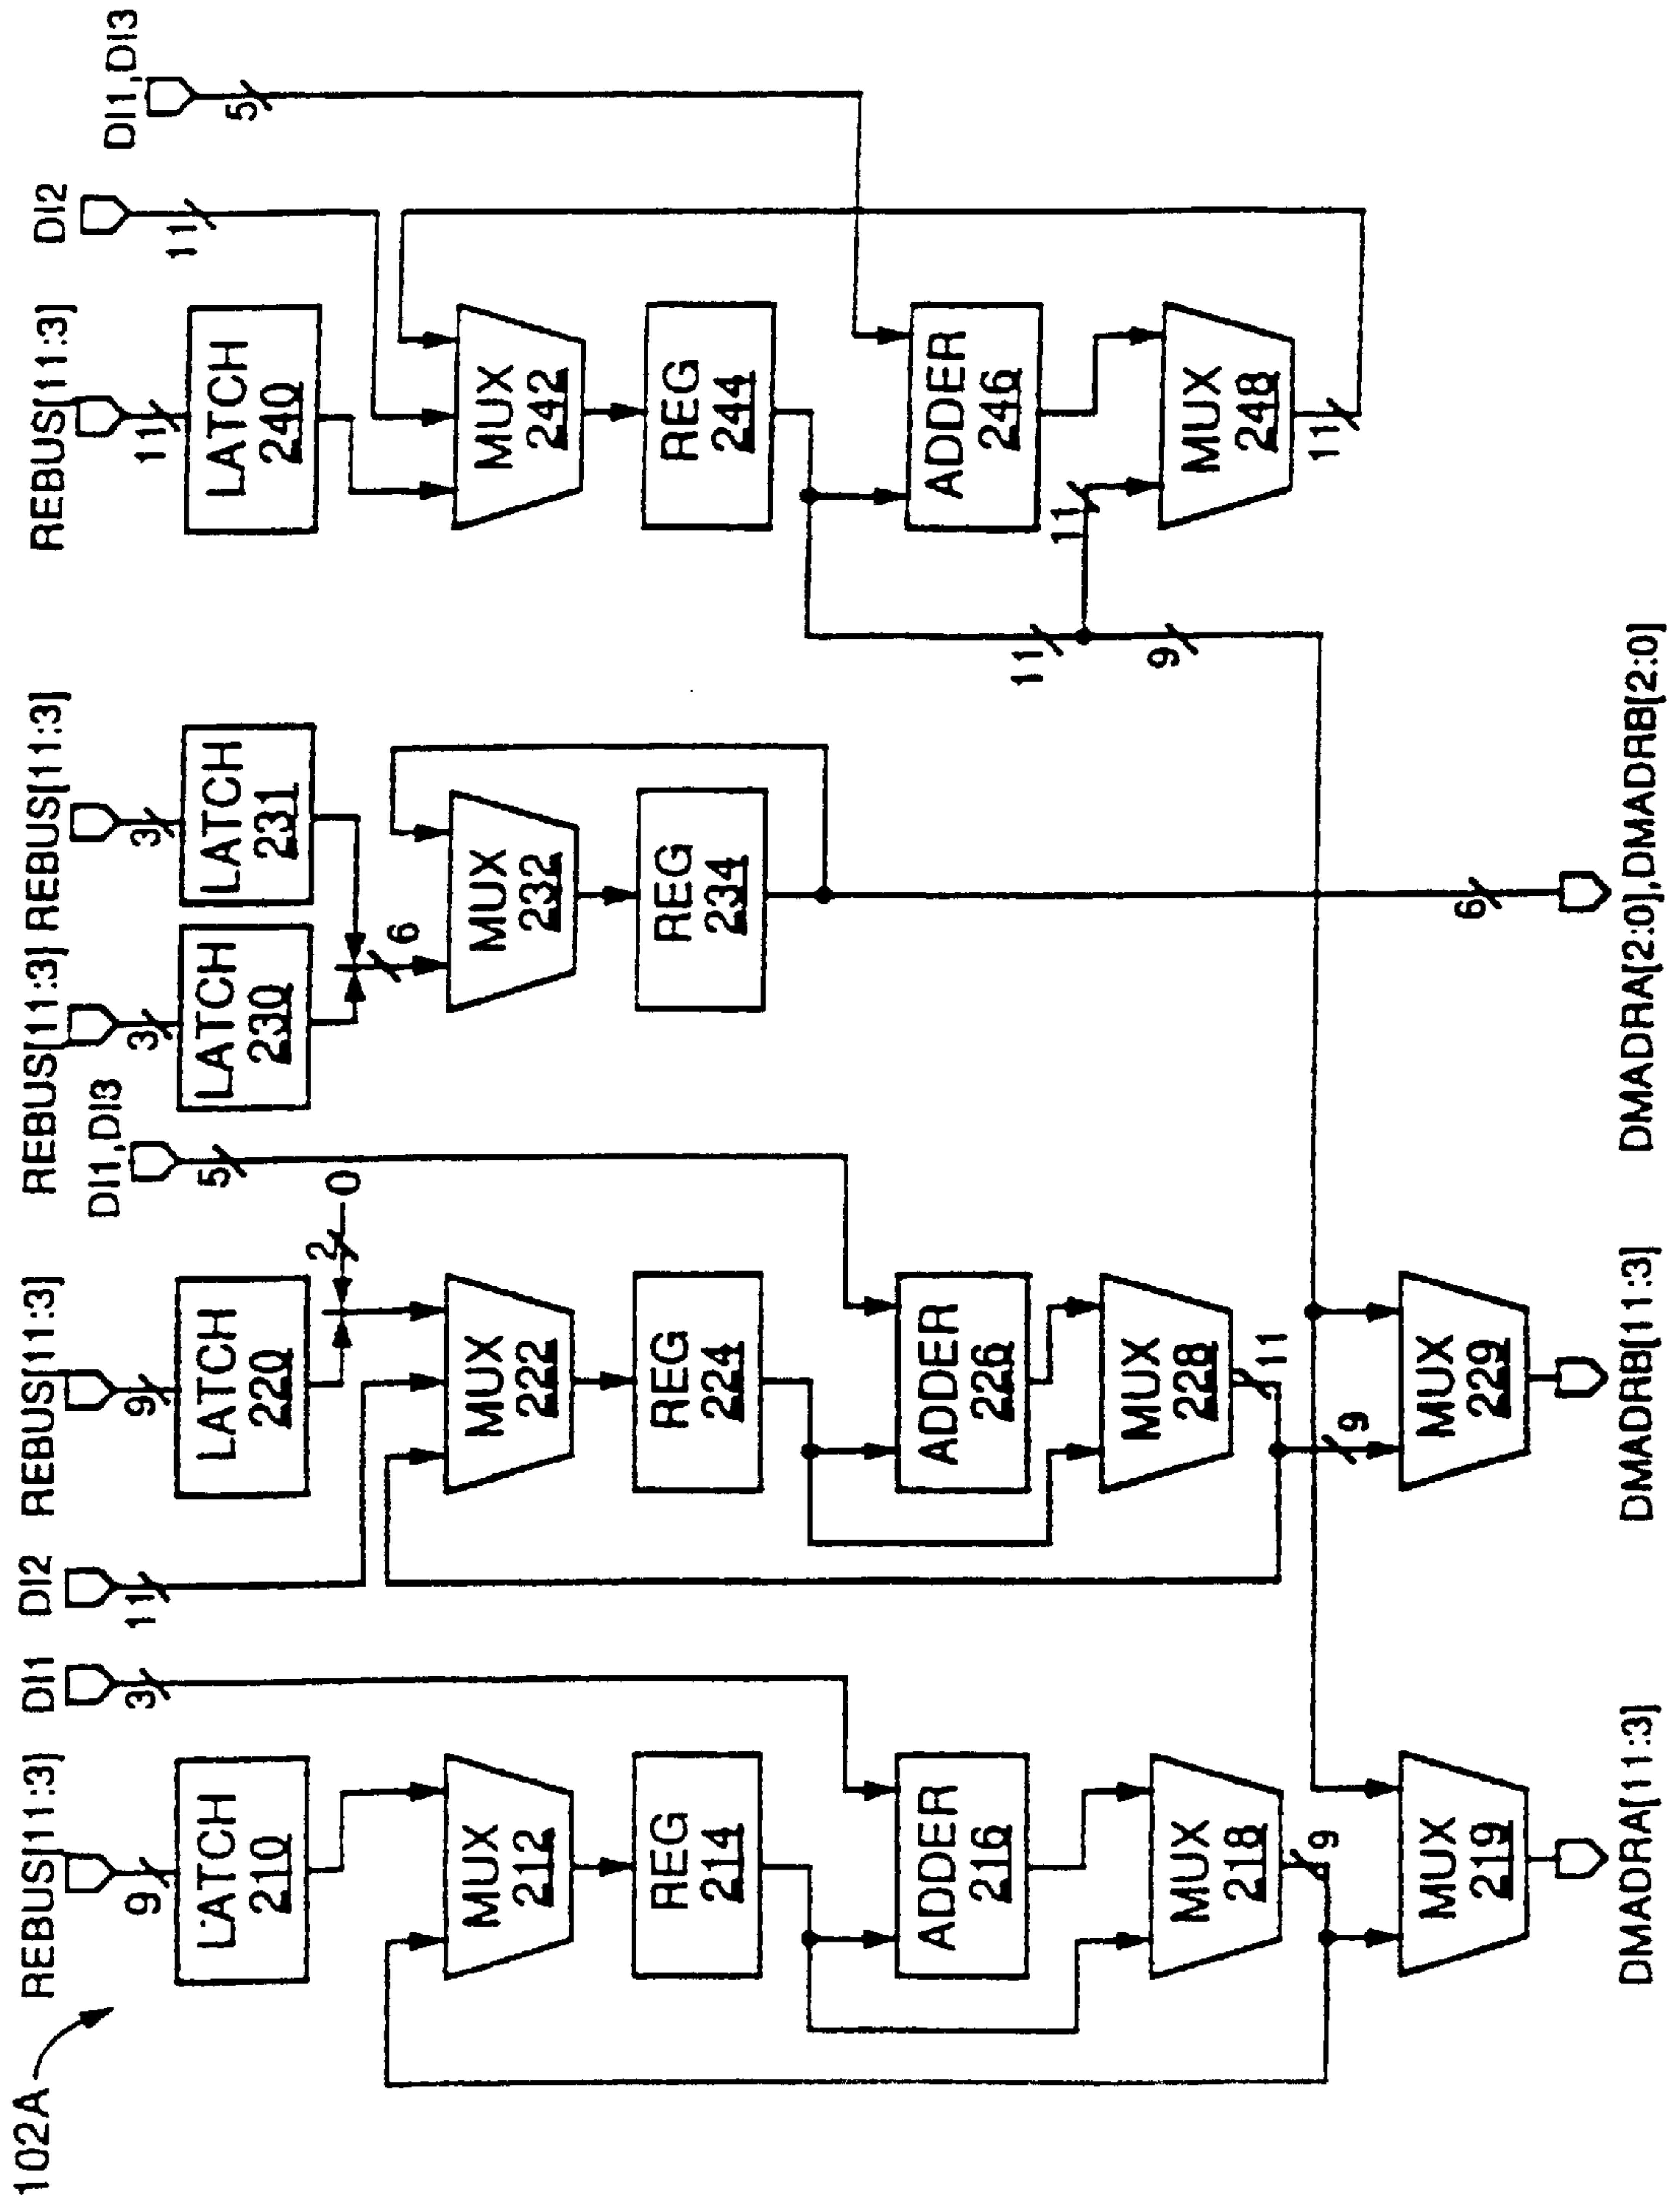 102A
REBUS[11:3]
DI1
DI2
REBUS[11:3]
DI1,DI3
REBUS[11:3]
REBUS[11:3]
REBUS[11:3]
DI2
DI1,DI3
9
3
11
9
5
3
3
11
11
5
LATCH
210
LATCH
220
LATCH
230
LATCH
231
LATCH
240
2
0
6
MUX
212
MUX
222
MUX
232
MUX
242
REG
214
REG
224
REG
234
REG
244
ADDER
216
ADDER
226
ADDER
246
11
11
9
MUX
218
MUX
228
MUX
248
9
11
11
9
6
MUX
219
MUX
229
DMADRA[11:3]
DMADRB[11:3]
DMADRA[2:0],DMADRB[2:0]